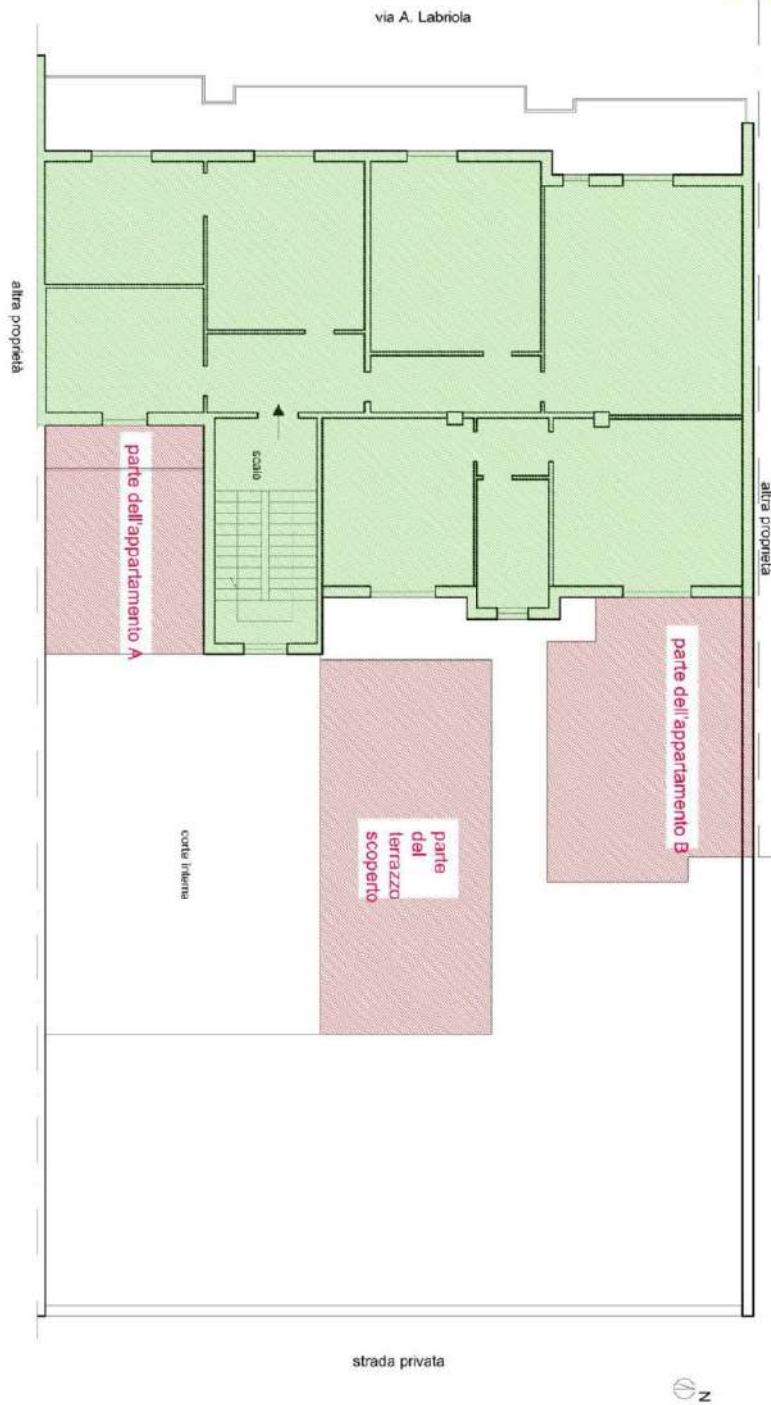 via A. Labriola
altra proprietà
altra proprietà
scale
parte dell'appartamento A
parte dell'appartamento B
parte
del
terrazzo
scoperto
corte interna
strada privata
N